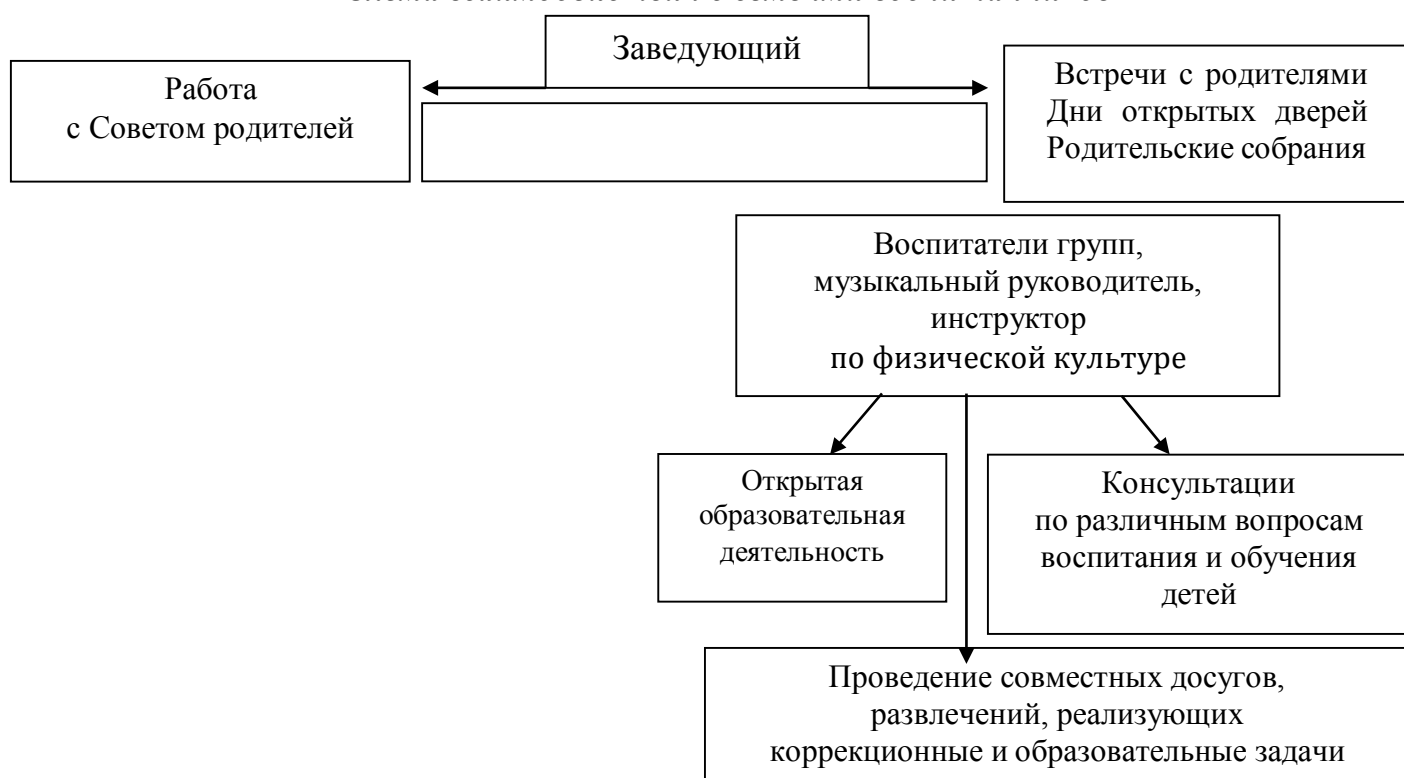 Заведующий
Работа
с Советом родителей
Встречи с родителями
Дни открытых дверей
Родительские собрания
Воспитатели групп,
музыкальный руководитель,
инструктор
по физической культуре
Открытая
образовательная
деятельность
Консультации
по различным вопросам
воспитания и обучения
детей
Проведение совместных досугов,
развлечений, реализующих
коррекционные и образовательные задачи